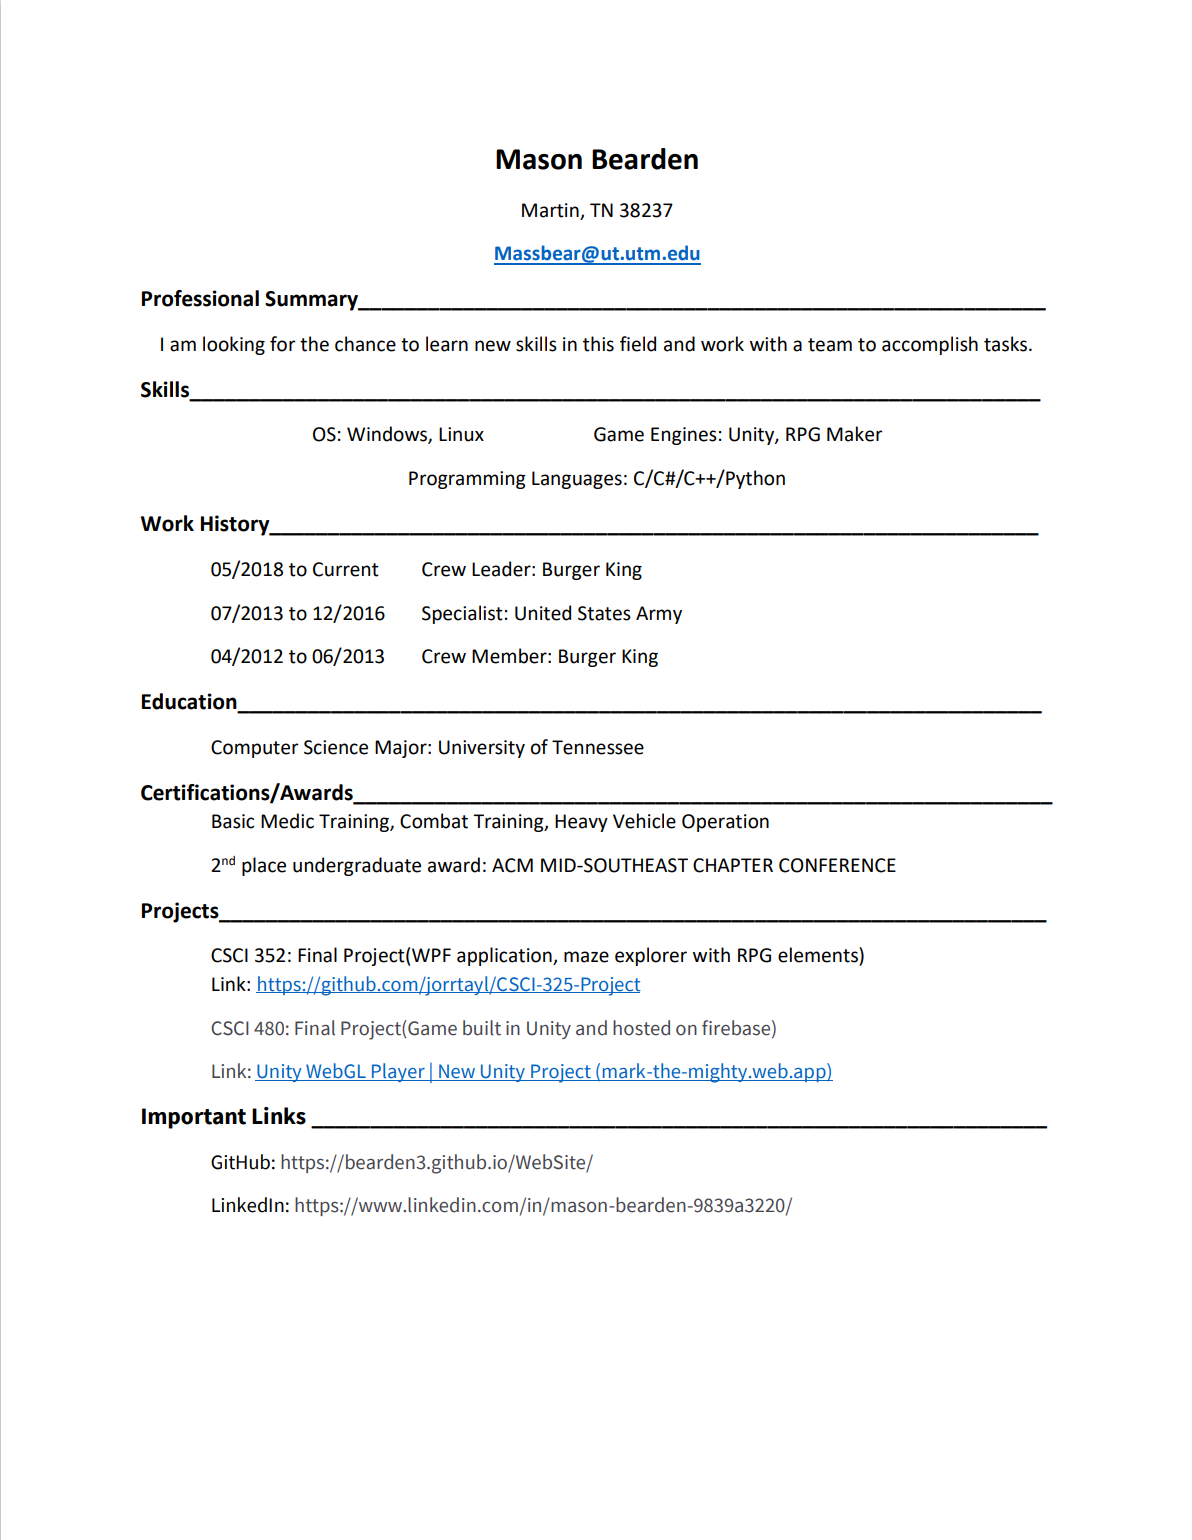 Mason Bearden
Martin, TN 38237
Massbear@ut.utm.edu
Professional Summary
I am looking for the chance to learn new skills in this field and work with a team to accomplish tasks.
Skills
OS: Windows, Linux Game Engines: Unity, RPG Maker
Programming Languages: C/C#/C++/Python
Work History
05/2018 to Current Crew Leader: Burger King
07/2013 to 12/2016 Specialist: United States Army
04/2012 to 06/2013 Crew Member: Burger King
Education
Computer Science Major: University of Tennessee
Certifications/Awards
Basic Medic Training, Combat Training, Heavy Vehicle Operation
2nd place undergraduate award: ACM MID-SOUTHEAST CHAPTER CONFERENCE
Projects
CSCI 352: Final Project(WPF application, maze explorer with RPG elements)
Link: https://github.com/jorrtayl/CSCI-325-Project
CSCI 480: Final Project(Game built in Unity and hosted on firebase)
Link: Unity WebGL Player | New Unity Project (mark-the-mighty.web.app)
Important Links
GitHub: https://bearden3.github.io/WebSite/
LinkedIn: https://www.linkedin.com/in/mason-bearden-9839a3220/